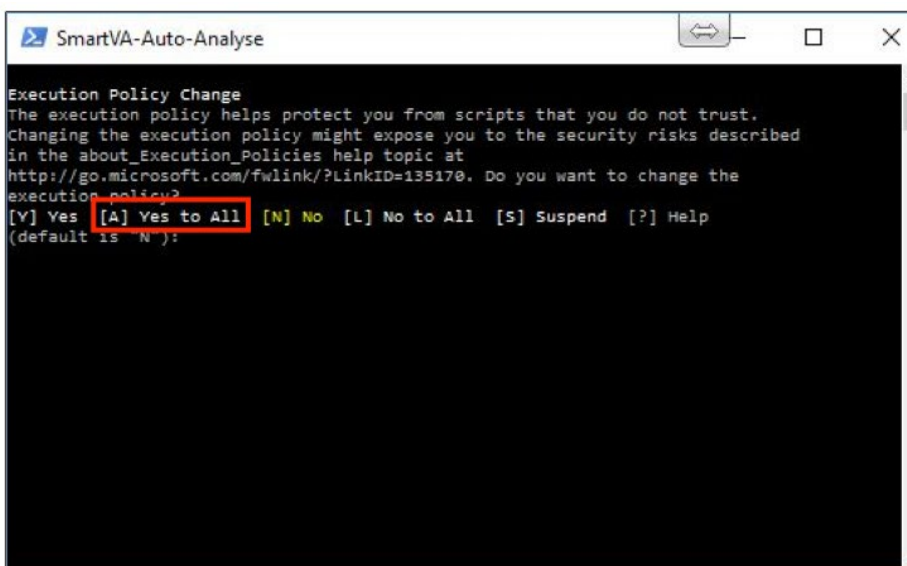 SmartVA-Auto-Analyse
Execution Policy Change
The execution policy helps protect you from scripts that you do not trust.
Changing the execution policy might expose you to the security risks described
in the about_Execution_Policies help topic at
http://go.microsoft.com/fwlink/?LinkID=135170. Do you want to change the
execution policy?
[Y] Yes [A] Yes to All [N] No [L] No to All [S] Suspend [?] Help
(default is "N"):